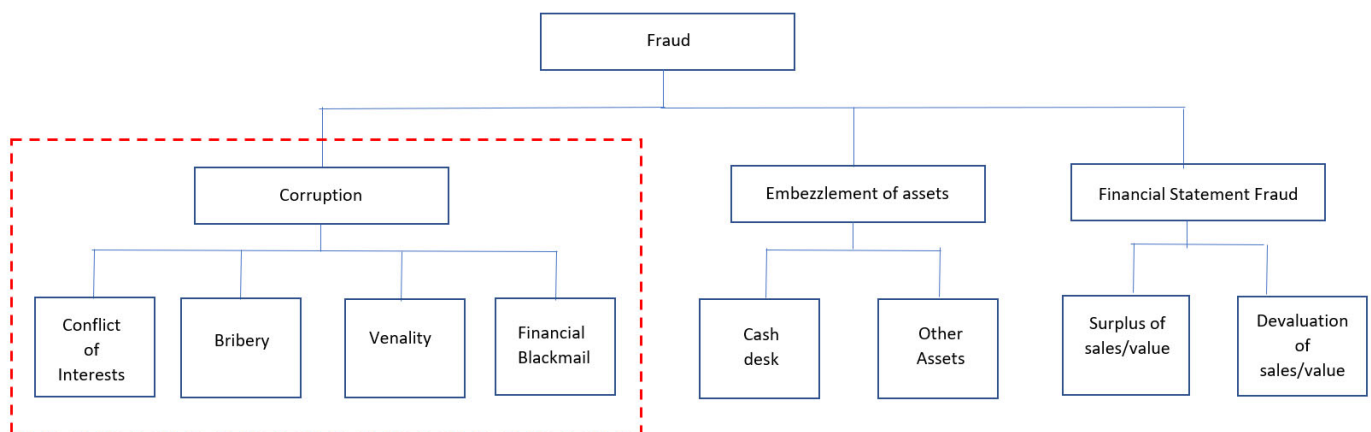 Fraud
Corruption
Embezzlement of assets
Financial Statement Fraud
Conflict
of
Interests
Bribery
Venality
Financial
Blackmail
Cash
desk
Other
Assets
Surplus of
sales/value
Devaluation
of
sales/value